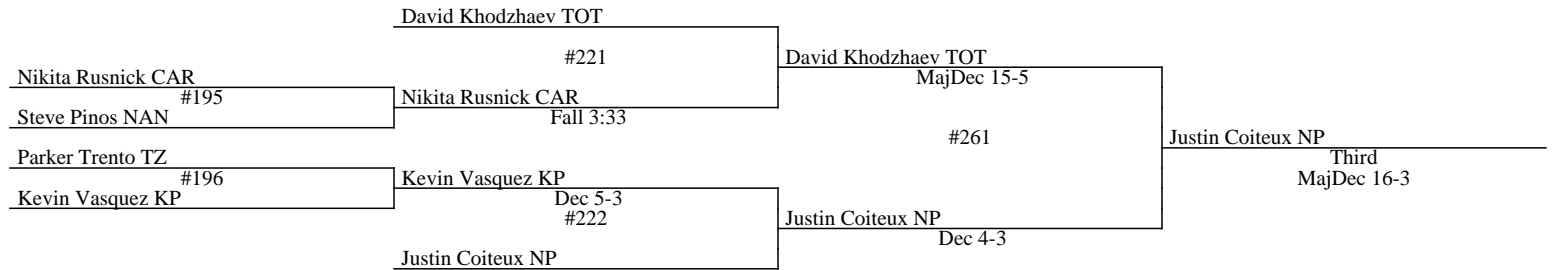 David Khodzhaev TOT
#221
David Khodzhaev TOT
Nikita Rusnick CAR
MajDec 15-5
#195
Nikita Rusnick CAR
Steve Pinos NAN
Fall 3:33
#261
Justin Coiteux NP
Parker Trento TZ
Third
#196
Kevin Vasquez KP
MajDec 16-3
Kevin Vasquez KP
Dec 5-3
#222
Justin Coiteux NP
Dec 4-3
Justin Coiteux NP